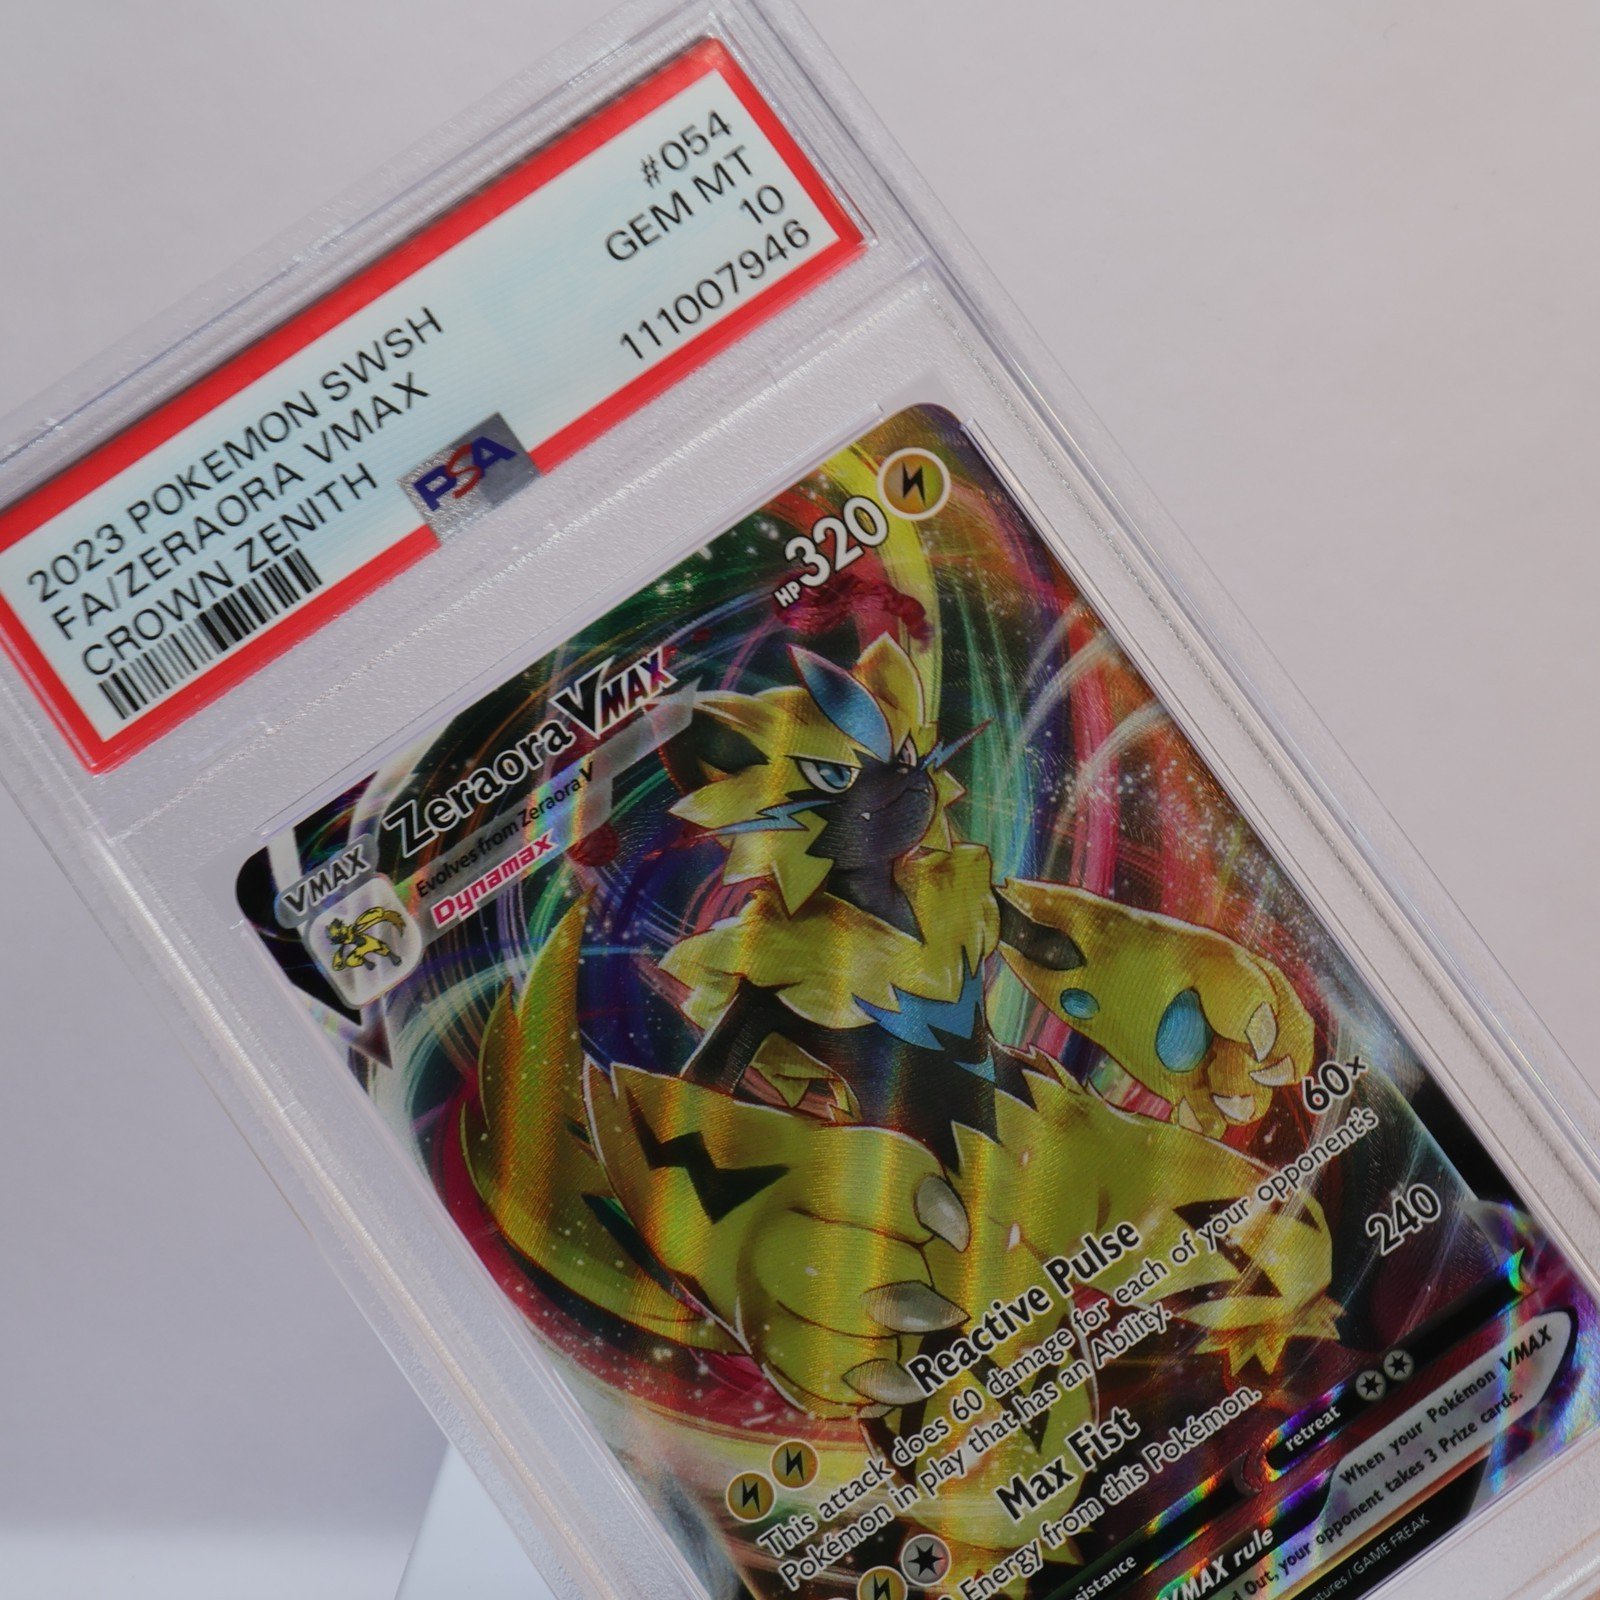 2023 POKEMON SWSH #054
FA/ZERAORA VMAX GEM MT
CROWN ZENITH 10
111007946
PSA
VMAX
Zeraora VMAX HP 320
Evolves from Zeraora V
Dynamax
Reactive Pulse 60×
This attack does 60 damage for each of your opponent's
Pokémon in play that has an Ability.
Max Fist 240
Energy from this Pokémon.
retreat
VMAX rule
When your Pokémon VMAX
Out, your opponent takes 3 Prize cards.
GAME FREAK